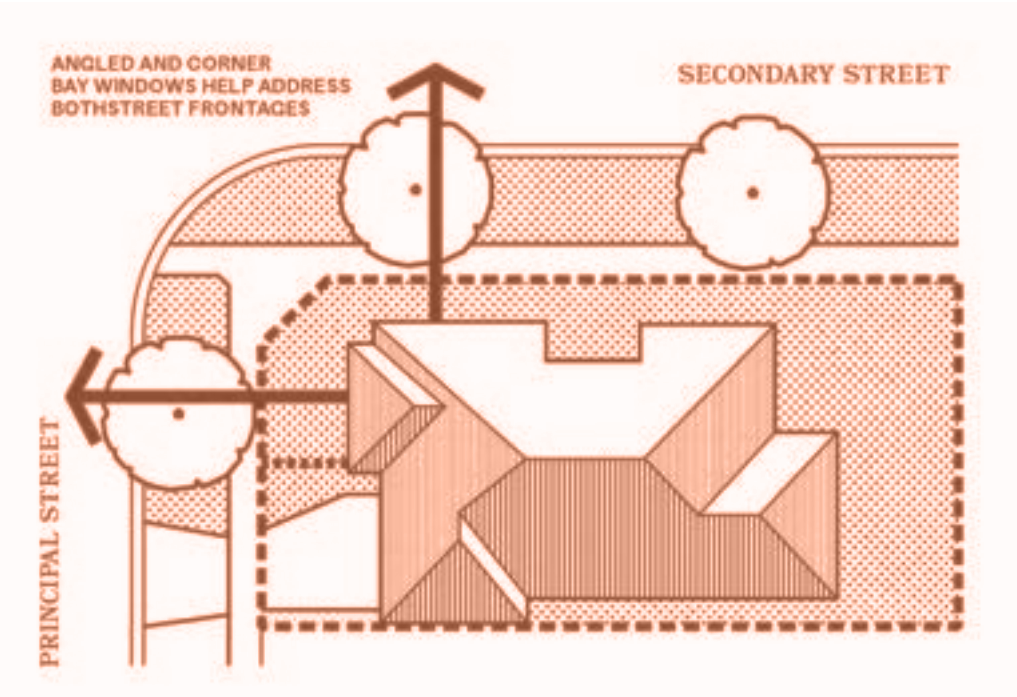 ANGLED AND CORNER
BAY WINDOWS HELP ADDRESS
BOTHSTREET FRONTAGES
SECONDARY STREET
PRINCIPAL STREET